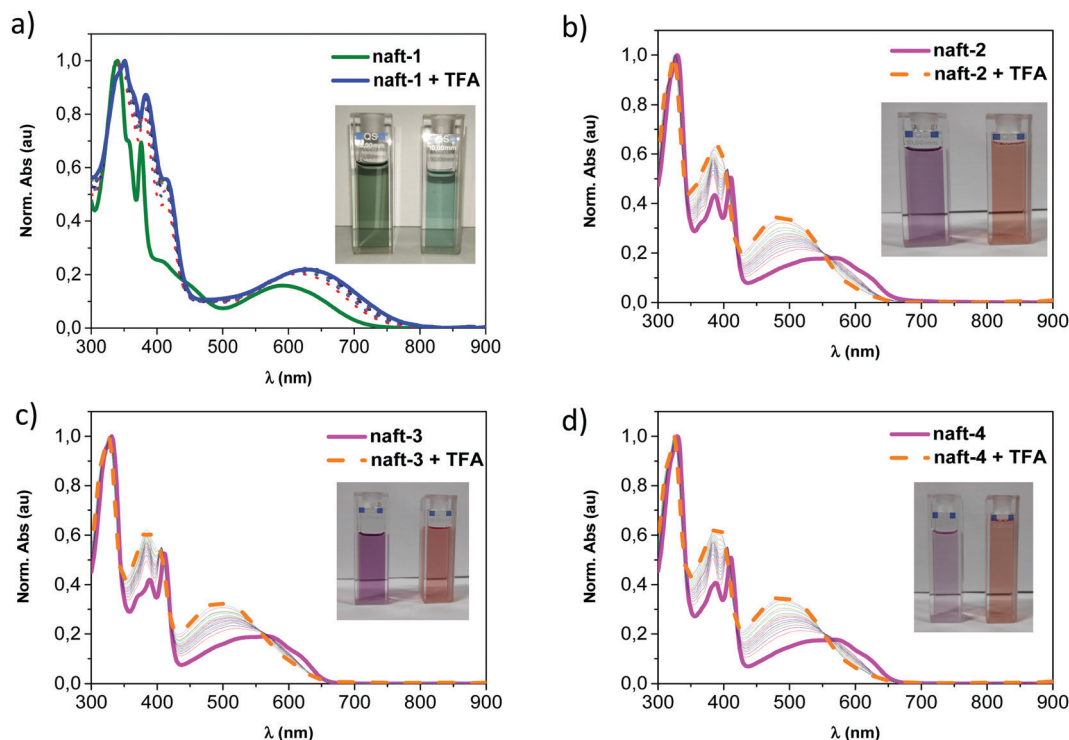 a)
naft-1
naft-1 + TFA
QS
1,0
0,8
0,6
0,4
0,2
0,0
Norm. Abs (au)
300 400 500 600 700 800 900
λ (nm)
b)
naft-2
naft-2 + TFA
QS
1,0
0,8
0,6
0,4
0,2
0,0
Norm. Abs (au)
300 400 500 600 700 800 900
λ (nm)
c)
naft-3
naft-3 + TFA
1,0
0,8
0,6
0,4
0,2
0,0
Norm. Abs (au)
300 400 500 600 700 800 900
λ (nm)
d)
naft-4
naft-4 + TFA
1,0
0,8
0,6
0,4
0,2
0,0
Norm. Abs (au)
300 400 500 600 700 800 900
λ (nm)